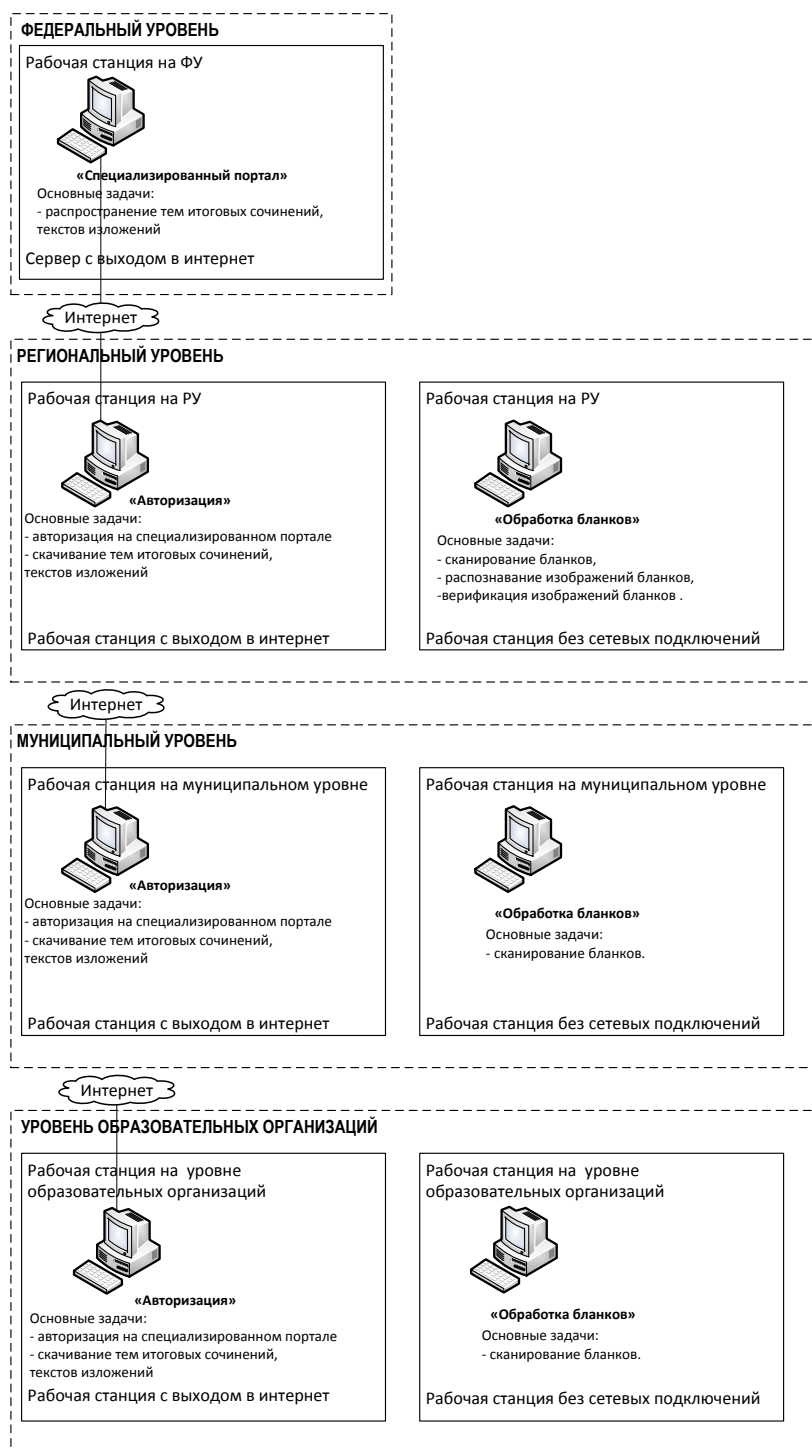 ФЕДЕРАЛЬНЫЙ УРОВЕНЬ
Рабочая станция на ФУ
«Специализированный портал»
Основные задачи:
- распространение тем итоговых сочинений,
текстов изложений
Сервер с выходом в интернет
Интернет
РЕГИОНАЛЬНЫЙ УРОВЕНЬ
Рабочая станция на РУ
«Авторизация»
Основные задачи:
- авторизация на специализированном портале
- скачивание тем итоговых сочинений,
текстов изложений
Рабочая станция с выходом в интернет
Рабочая станция на РУ
«Обработка бланков»
Основные задачи:
- сканирование бланков,
- распознавание изображений бланков,
-верификация изображений бланков .
Рабочая станция без сетевых подключений
Интернет
МУНИЦИПАЛЬНЫЙ УРОВЕНЬ
Рабочая станция на муниципальном уровне
«Авторизация»
Основные задачи:
- авторизация на специализированном портале
- скачивание тем итоговых сочинений,
текстов изложений
Рабочая станция с выходом в интернет
Рабочая станция на муниципальном уровне
«Обработка бланков»
Основные задачи:
- сканирование бланков.
Рабочая станция без сетевых подключений
Интернет
УРОВЕНЬ ОБРАЗОВАТЕЛЬНЫХ ОРГАНИЗАЦИЙ
Рабочая станция на уровне
образовательных организаций
«Авторизация»
Основные задачи:
- авторизация на специализированном портале
- скачивание тем итоговых сочинений,
текстов изложений
Рабочая станция с выходом в интернет
Рабочая станция на уровне
образовательных организаций
«Обработка бланков»
Основные задачи:
- сканирование бланков.
Рабочая станция без сетевых подключений